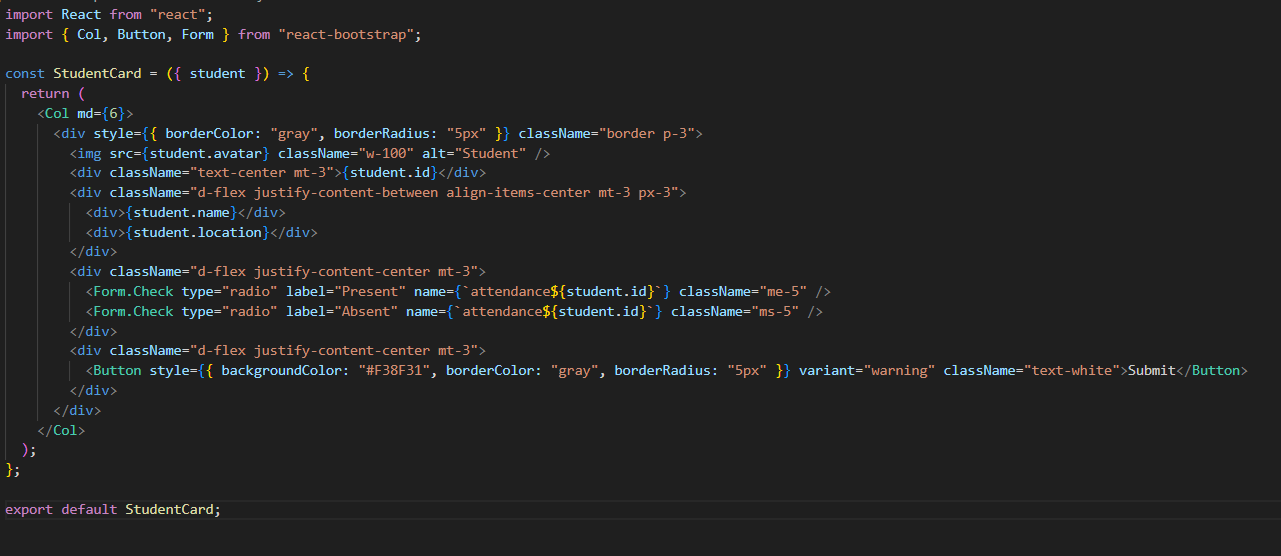 import React from "react";
import { Col, Button, Form } from "react-bootstrap";

const StudentCard = ({ student }) => {
  return (
    <Col md={6}>
      <div style={{ borderColor: "gray", borderRadius: "5px" }} className="border p-3">
        <img src={student.avatar} className="w-100" alt="Student" />
        <div className="text-center mt-3">{student.id}</div>
        <div className="d-flex justify-content-between align-items-center mt-3 px-3">
          <div>{student.name}</div>
          <div>{student.location}</div>
        </div>
        <div className="d-flex justify-content-center mt-3">
          <Form.Check type="radio" label="Present" name={`attendance${student.id}`} className="me-5" />
          <Form.Check type="radio" label="Absent" name={`attendance${student.id}`} className="ms-5" />
        </div>
        <div className="d-flex justify-content-center mt-3">
          <Button style={{ backgroundColor: "#F38F31", borderColor: "gray", borderRadius: "5px" }} variant="warning" className="text-white">Submit</Button>
        </div>
      </div>
    </Col>
  );
};

export default StudentCard;